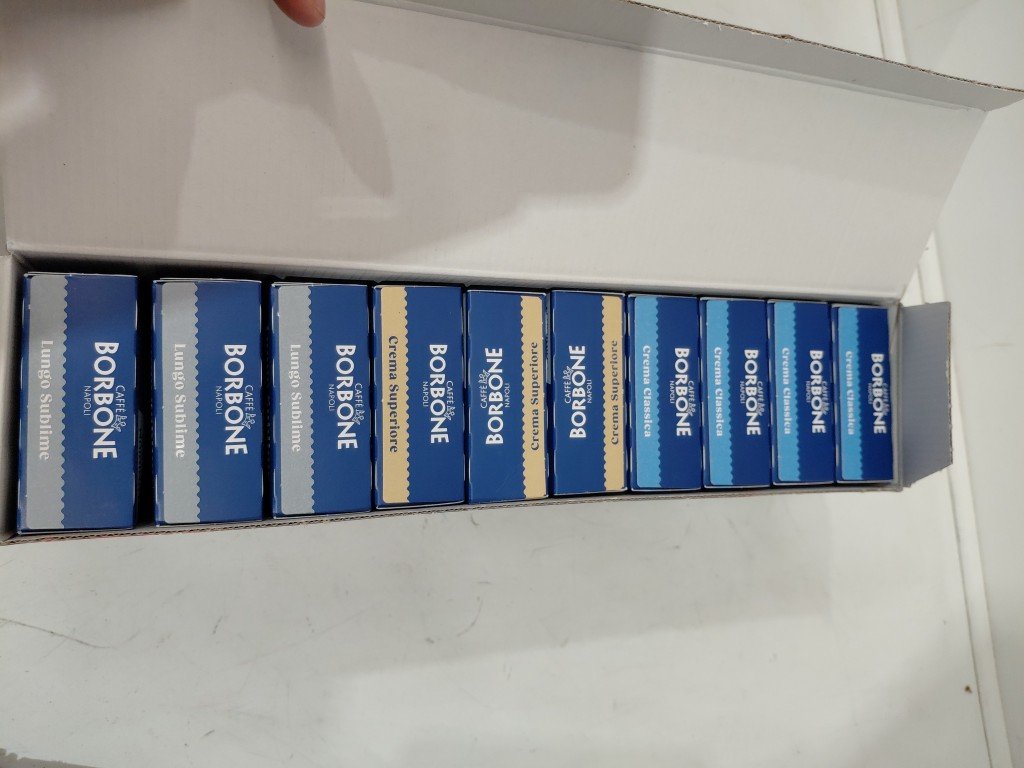 Lungo Sublime
CAFFÈ
BORBONE
NAPOLI
Lungo Sublime
CAFFÈ
BORBONE
NAPOLI
Lungo Sublime
CAFFÈ
BORBONE
NAPOLI
Crema Superiore
CAFFÈ
BORBONE
NAPOLI
CAFFÈ
BORBONE
NAPOLI
Crema Superiore
CAFFÈ
BORBONE
NAPOLI
Crema Superiore
Crema Classica
CAFFÈ
BORBONE
NAPOLI
Crema Classica
CAFFÈ
BORBONE
NAPOLI
Crema Classica
CAFFÈ
BORBONE
NAPOLI
Crema Classica
CAFFÈ
BORBONE
NAPOLI